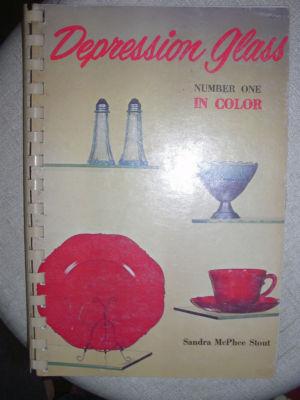 Depression Glass
NUMBER ONE
IN COLOR
Sandra McPhee Stout